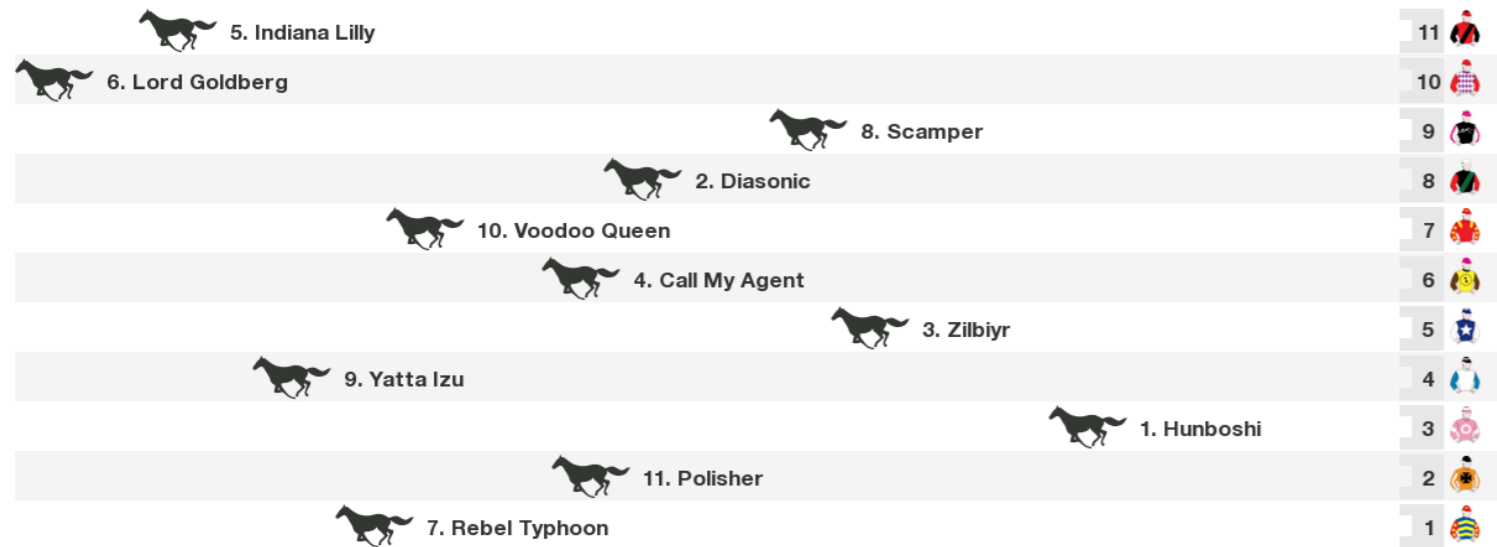 5. Indiana Lilly 11
6. Lord Goldberg 10
8. Scamper 9
2. Diasonic 8
10. Voodoo Queen 7
4. Call My Agent 6
3. Zilbiyr 5
9. Yatta Izu 4
1. Hunboshi 3
11. Polisher 2
7. Rebel Typhoon 1